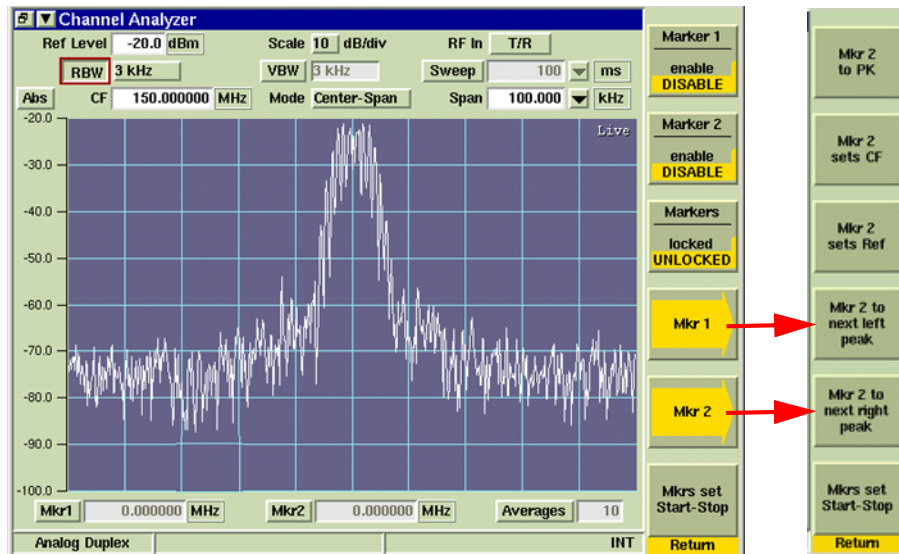 Channel Analyzer
Ref Level -20.0 dBm Scale 10 dB/div RF In T/R
RBW 3 kHz VBW 3 kHz Sweep 100 ms
Abs CF 150.000000 MHz Mode Center-Span Span 100.000 kHz
Live
-20.0
-30.0
-40.0
-50.0
-60.0
-70.0
-80.0
-90.0
-100.0
Mkr1 0.000000 MHz Mkr2 0.000000 MHz Averages 10
Analog Duplex INT
Marker 1
enable
DISABLE
Marker 2
enable
DISABLE
Markers
locked
UNLOCKED
Mkr 1
Mkr 2
Mkrs set
Start-Stop
Return
Mkr 2
to PK
Mkr 2
sets CF
Mkr 2
sets Ref
Mkr 2 to
next left
peak
Mkr 2 to
next right
peak
Mkrs set
Start-Stop
Return